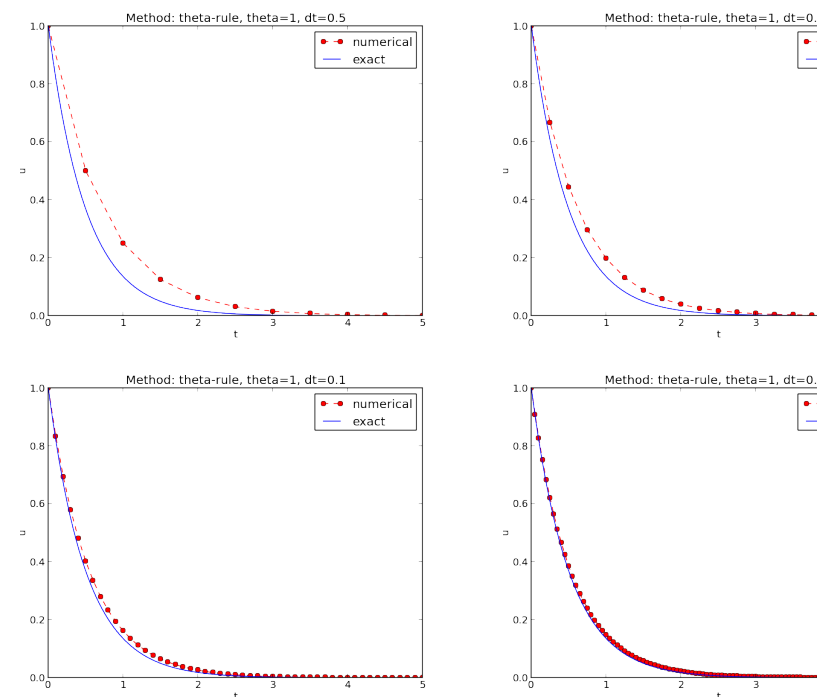 Method: theta-rule, theta=1, dt=0.5
1.0
0.8
0.6
0.4
0.2
0.0
u
numerical
exact
0 1 2 3 4 5
t
Method: theta-rule, theta=1, dt=0.
1.0
0.8
0.6
0.4
0.2
0.0
u
0 1 2 3
t
Method: theta-rule, theta=1, dt=0.1
1.0
0.8
0.6
0.4
0.2
0.0
u
numerical
exact
0 1 2 3 4 5
t
Method: theta-rule, theta=1, dt=0.
1.0
0.8
0.6
0.4
0.2
0.0
u
0 1 2 3
t